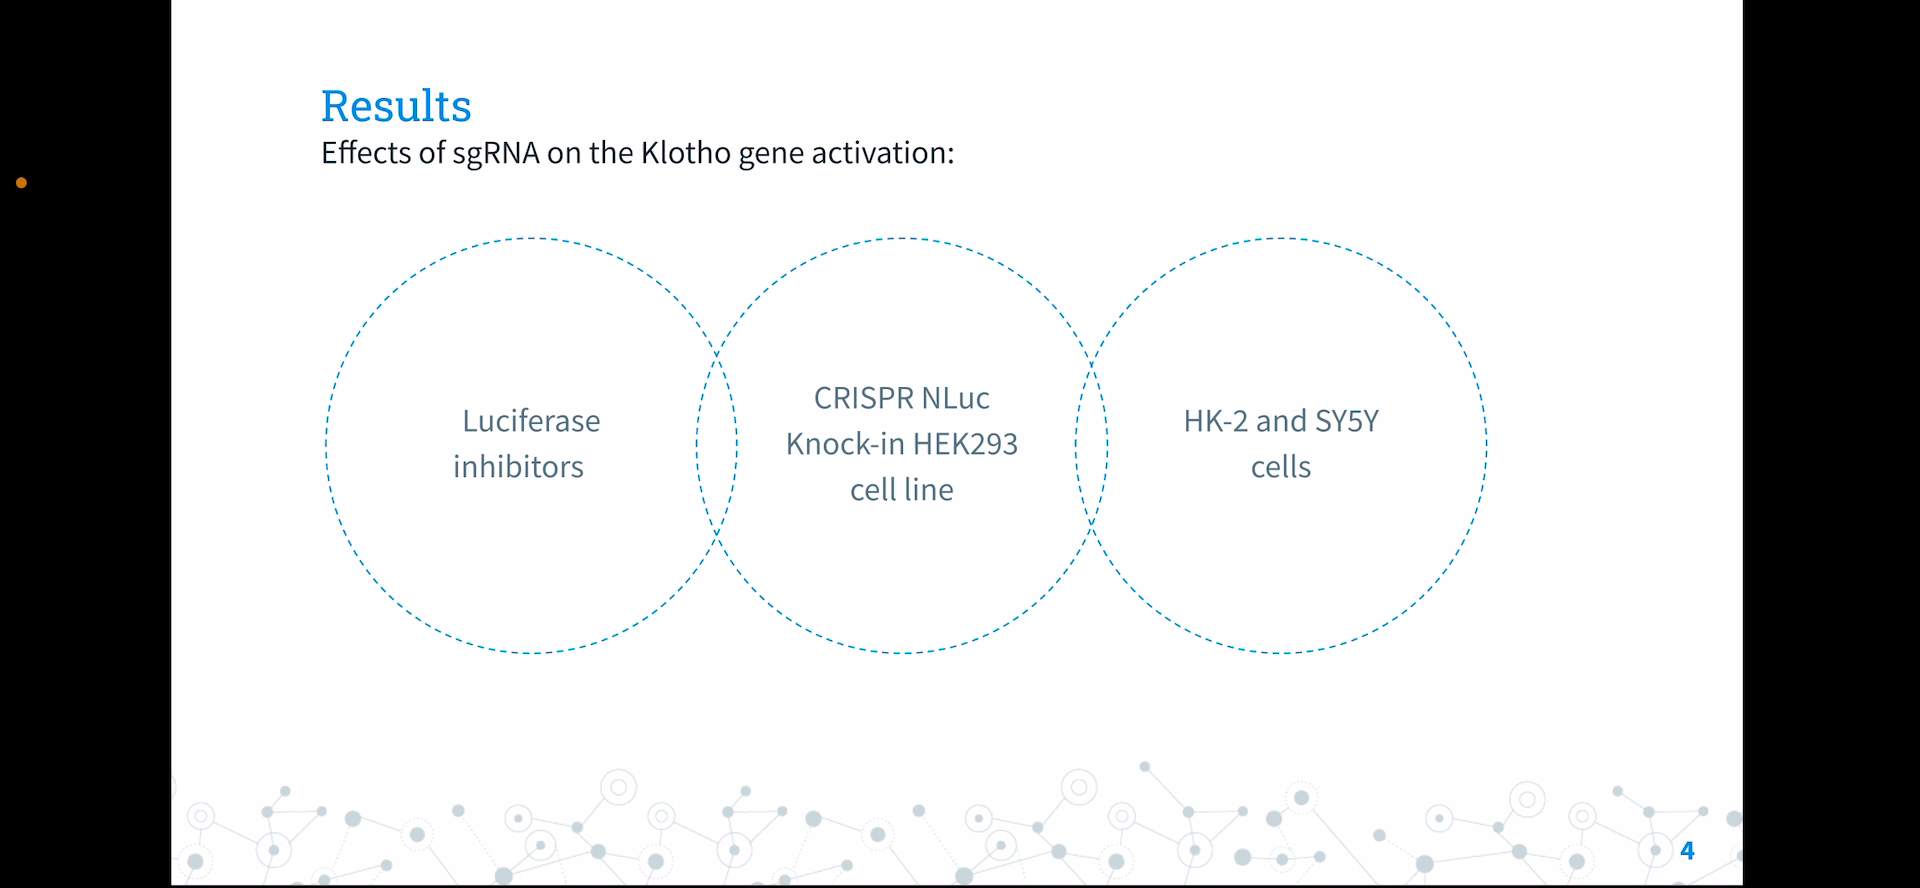 Results
Effects of sgRNA on the Klotho gene activation:
Luciferase
inhibitors
CRISPR NLuc
Knock-in HEK293
cell line
HK-2 and SY5Y
cells
4